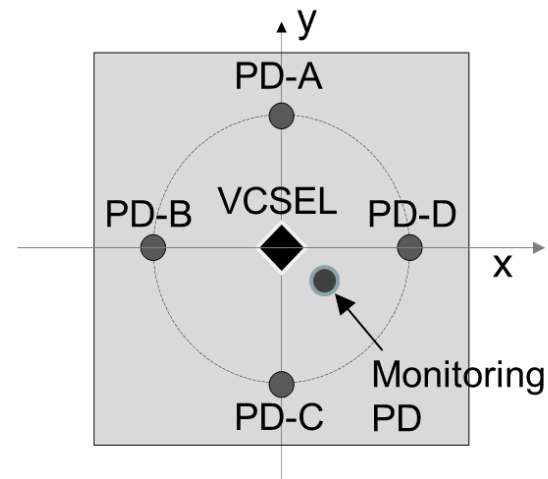 y
PD-A
VCSEL
PD-B
PD-D
x
Monitoring
PD-C
PD